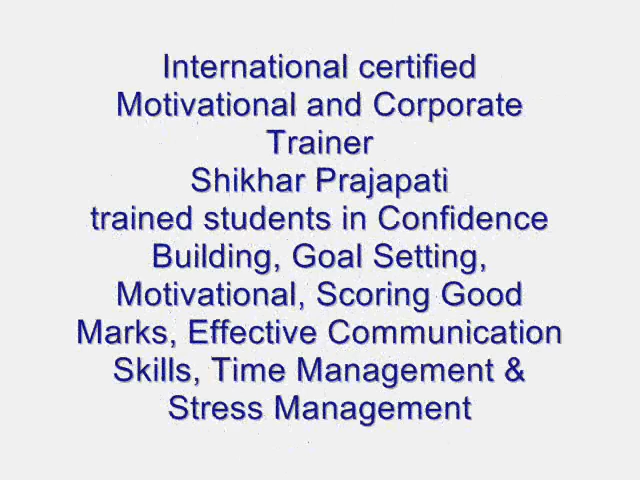 International certified
Motivational and Corporate
Trainer
Shikhar Prajapati
trained students in Confidence
Building, Goal Setting,
Motivational, Scoring Good
Marks, Effective Communication
Skills, Time Management &
Stress Management